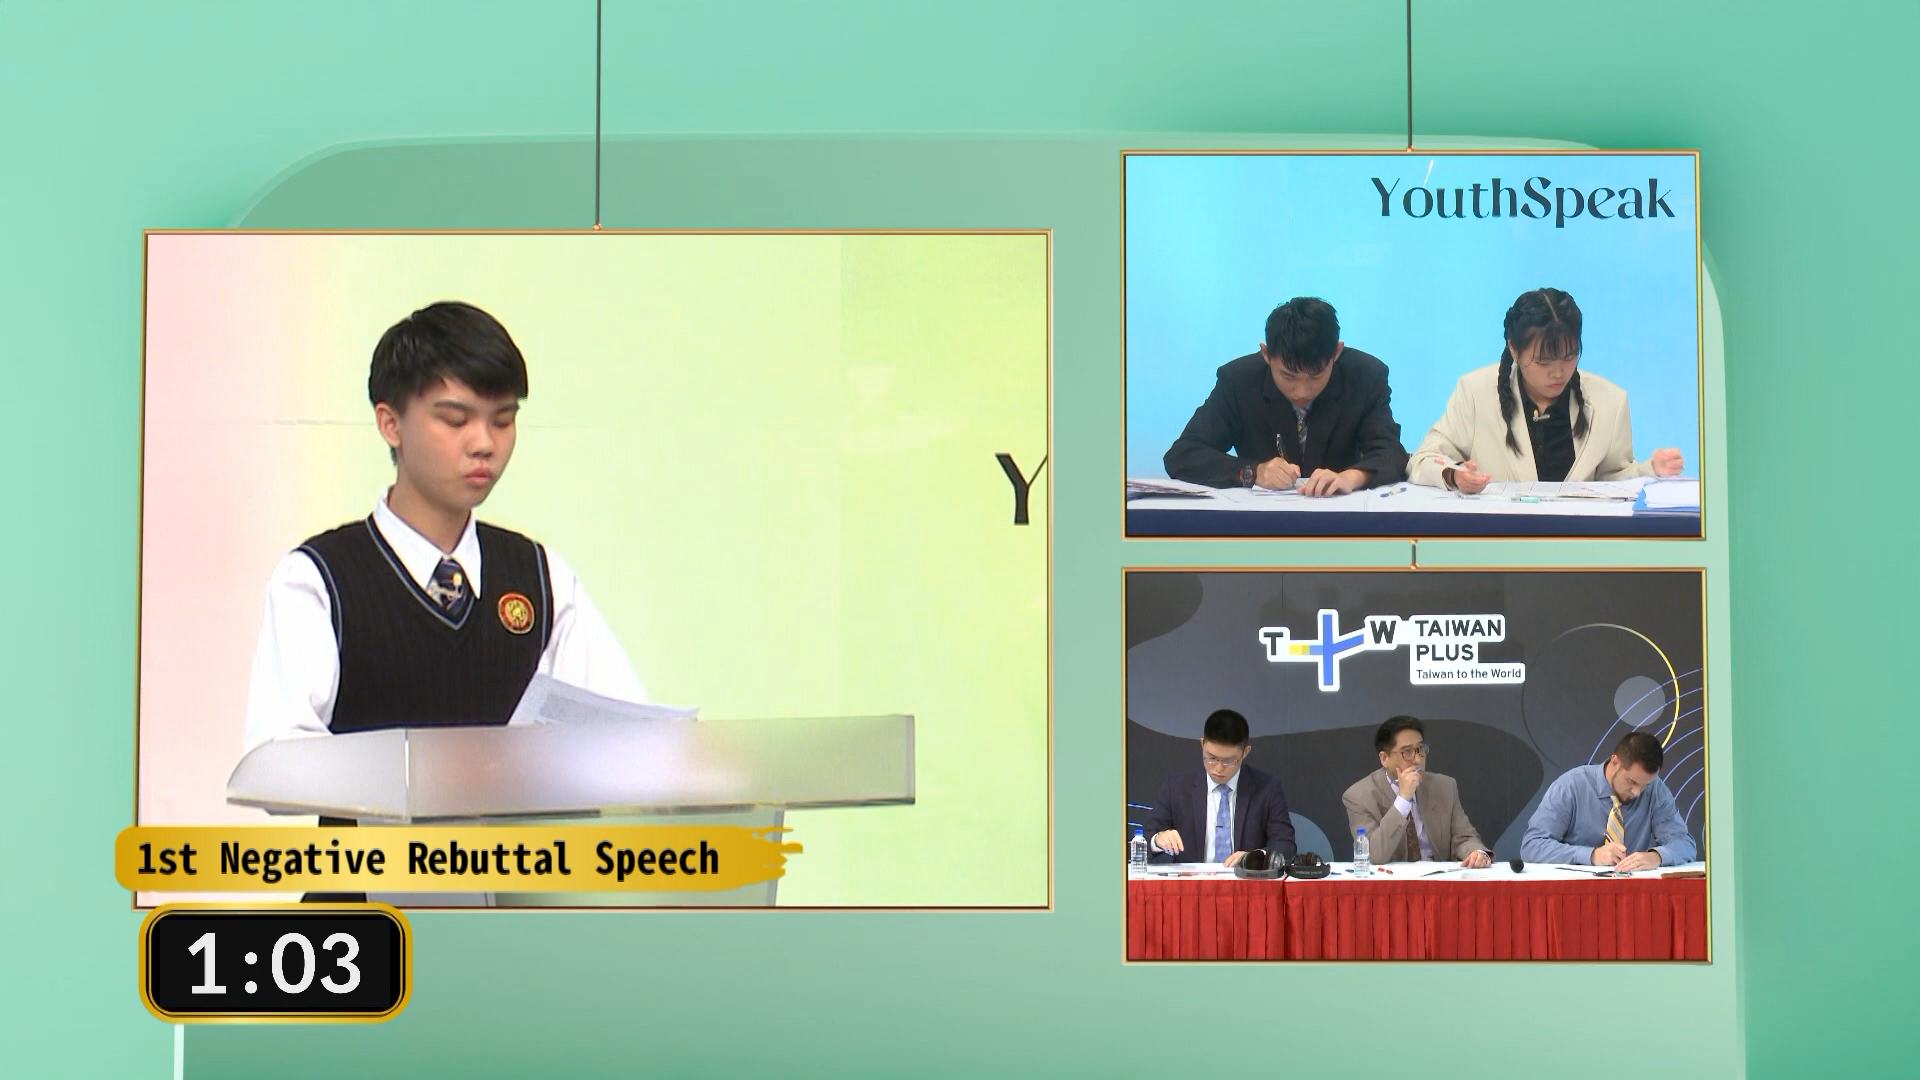 YouthSpeak
Y
T W TAIWAN
PLUS
Taiwan to the World
1st Negative Rebuttal Speech
1:03